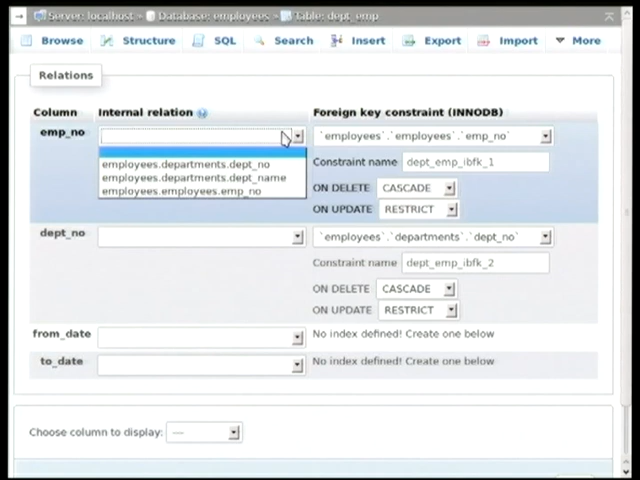 Server: localhost » Database: employees » Table: dept_emp
Browse Structure SQL Search Insert Export Import More
Relations
Column Internal relation Foreign key constraint (INNODB)
emp_no `employees`.`employees`.`emp_no`
employees.departments.dept_no
employees.departments.dept_name
employees.employees.emp_no
Constraint name dept_emp_ibfk_1
ON DELETE CASCADE
ON UPDATE RESTRICT
dept_no `employees`.`departments`.`dept_no`
Constraint name dept_emp_ibfk_2
ON DELETE CASCADE
ON UPDATE RESTRICT
from_date No index defined! Create one below
to_date No index defined! Create one below
Choose column to display: ---